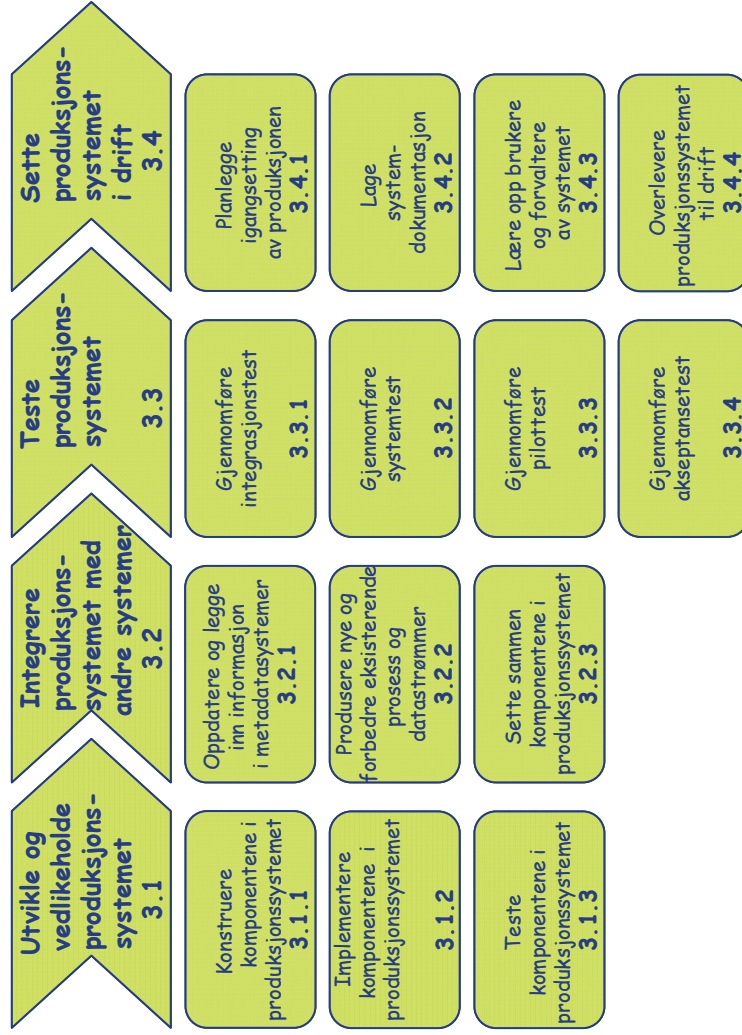 Utvikle og
vedlikeholde
produksjons-
systemet
3.1
Integrere
produksjons-
systemet med
andre systemer
3.2
Teste
produksjons-
systemet
3.3
Sette
produksjons-
systemet
i drift
3.4
Konstruere
komponentene i
produksjonssystemet
3.1.1
Oppdatere og legge
inn informasjon
i metadatasystemer
3.2.1
Gjennomføre
integrasjonstest
3.3.1
Planlegge
igangsetting
av produksjonen
3.4.1
Implementere
komponentene i
produksjonssystemet
3.1.2
Produsere nye og
forbedre eksisterende
prosess og
datastrømmer
3.2.2
Gjennomføre
systemtest
3.3.2
Lage
system-
dokumentasjon
3.4.2
Teste
komponentene i
produksjonssystemet
3.1.3
Sette sammen
komponentene i
produksjonssystemet
3.2.3
Gjennomføre
pilottest
3.3.3
Lære opp brukere
og forvaltere
av systemet
3.4.3
Gjennomføre
akseptansetest
3.3.4
Overlevere
produksjonssystemet
til drift
3.4.4